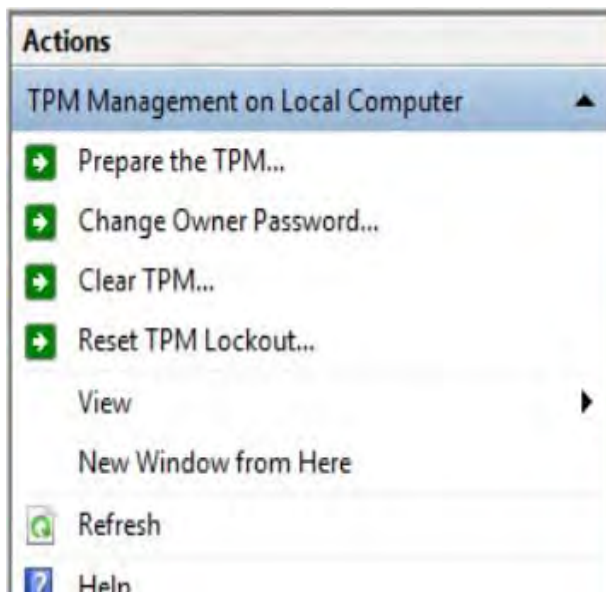 Actions
TPM Management on Local Computer
Prepare the TPM...
Change Owner Password...
Clear TPM...
Reset TPM Lockout...
View
New Window from Here
Refresh
Help